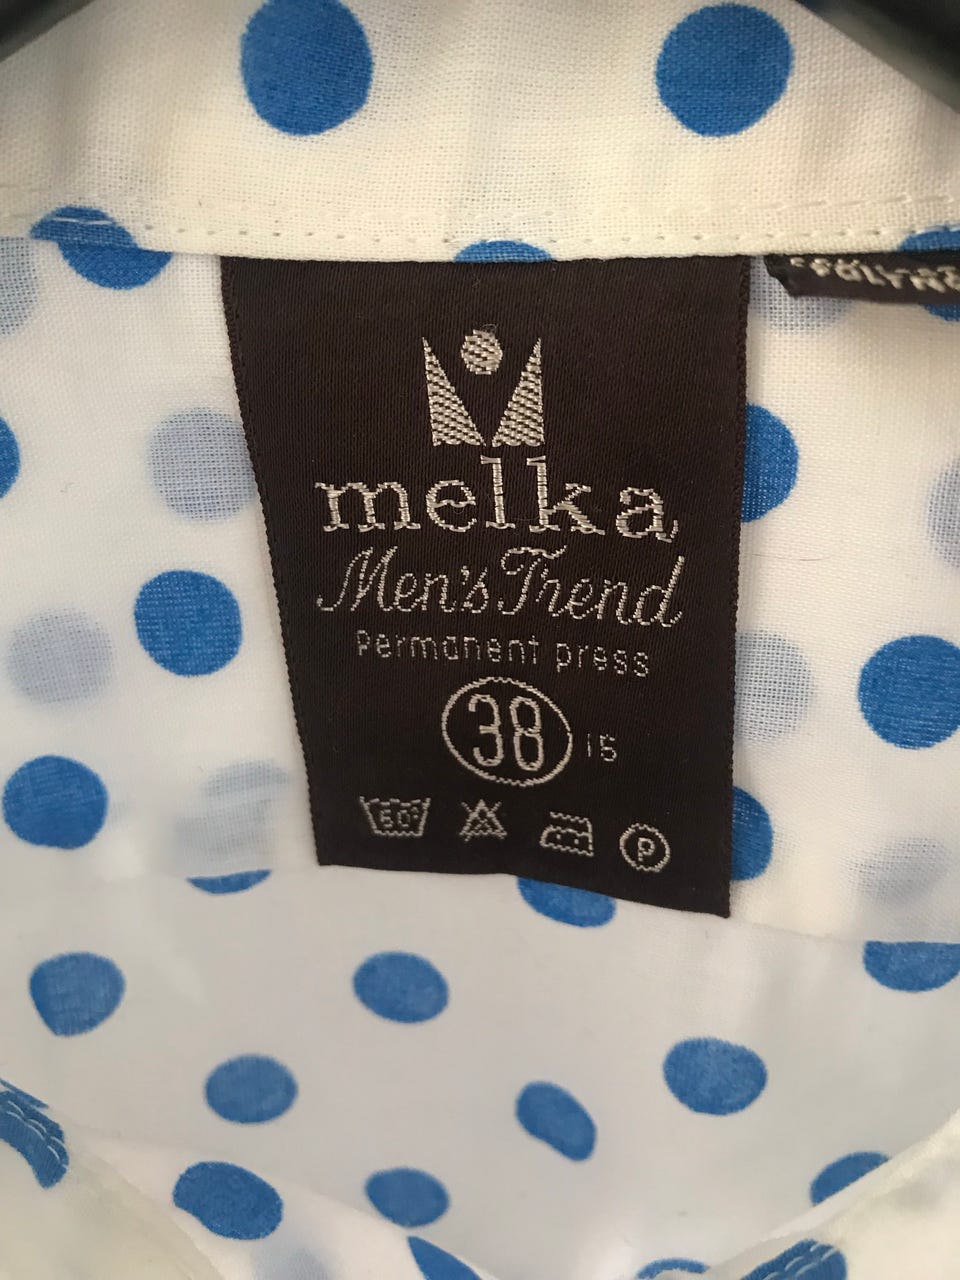 melka
Men's Trend
Permanent press
38 15
60°
P